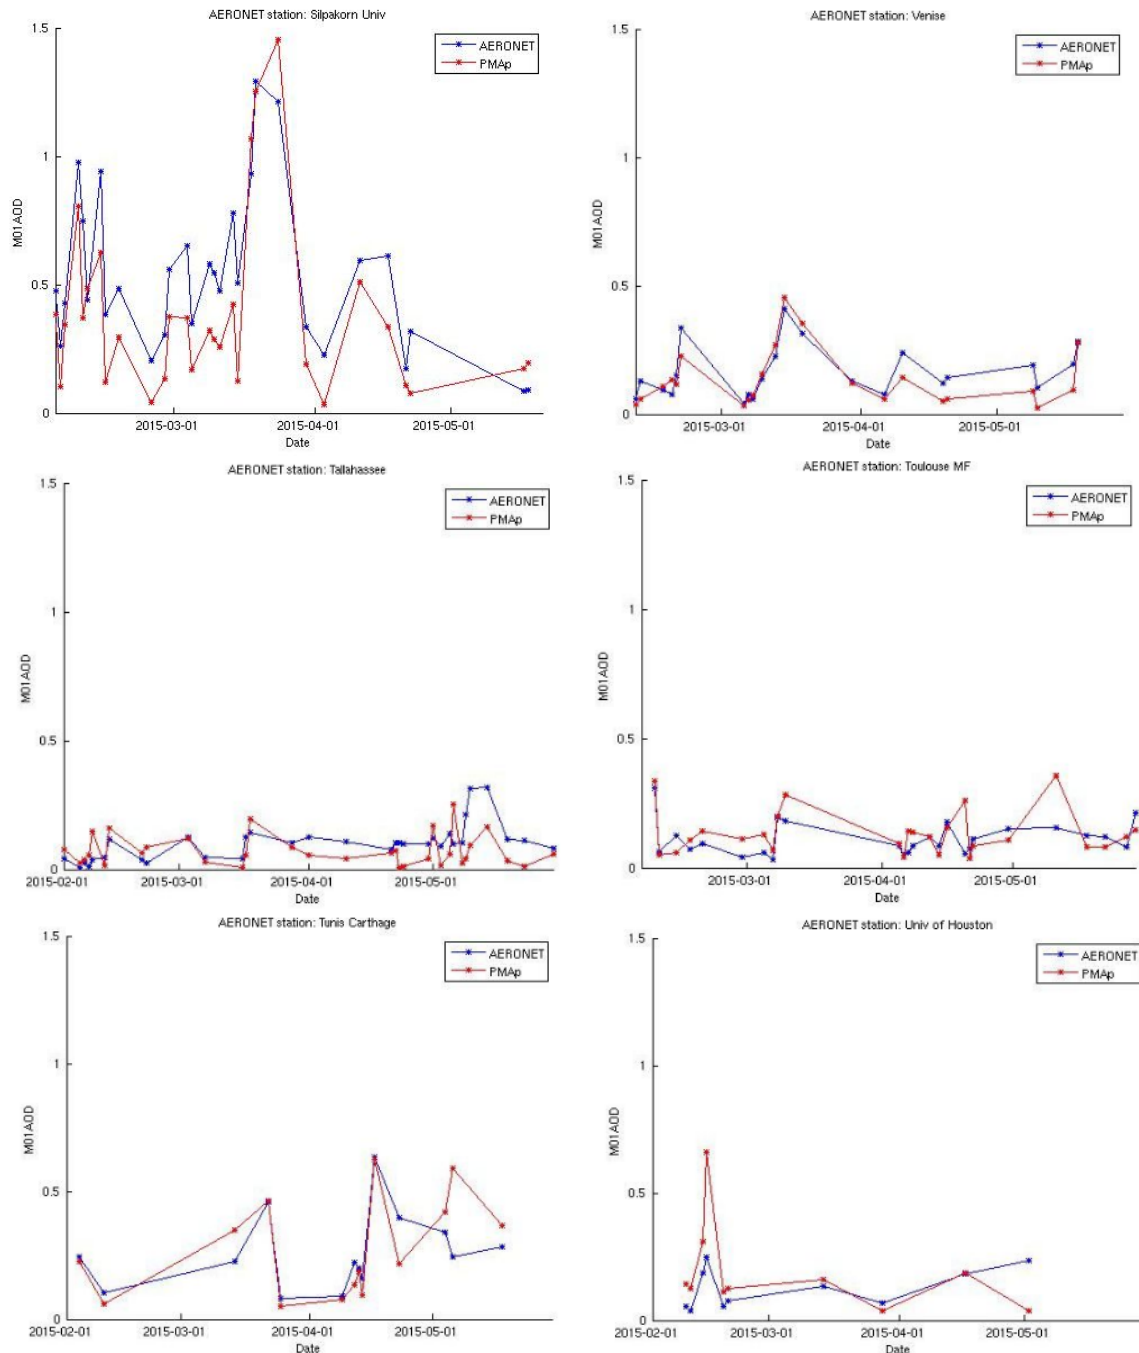 AERONET station: Silpakorn Univ
1.5
AERONET
PMAp
1
M01AOD
0.5
0
2015-03-01 2015-04-01 2015-05-01
Date
AERONET station: Venise
1.5
AERONET
PMAp
1
M01AOD
0.5
0
2015-03-01 2015-04-01 2015-05-01
Date
AERONET station: Tallahassee
1.5
AERONET
PMAp
1
M01AOD
0.5
0
2015-02-01 2015-03-01 2015-04-01 2015-05-01
Date
AERONET station: Toulouse MF
1.5
AERONET
PMAp
1
M01AOD
0.5
0
2015-03-01 2015-04-01 2015-05-01
Date
AERONET station: Tunis Carthage
1.5
AERONET
PMAp
1
M01AOD
0.5
0
2015-02-01 2015-03-01 2015-04-01 2015-05-01
Date
AERONET station: Univ of Houston
1.5
AERONET
PMAp
1
M01AOD
0.5
0
2015-02-01 2015-03-01 2015-04-01 2015-05-01
Date